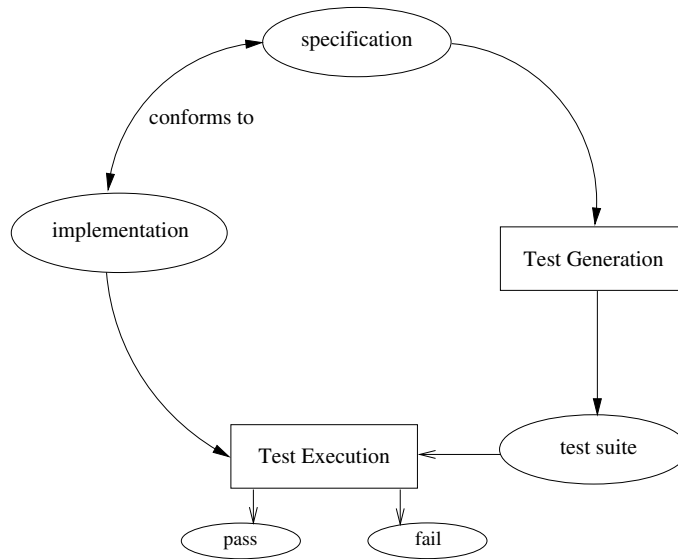 specification
conforms to
implementation
Test Generation
Test Execution
test suite
pass
fail